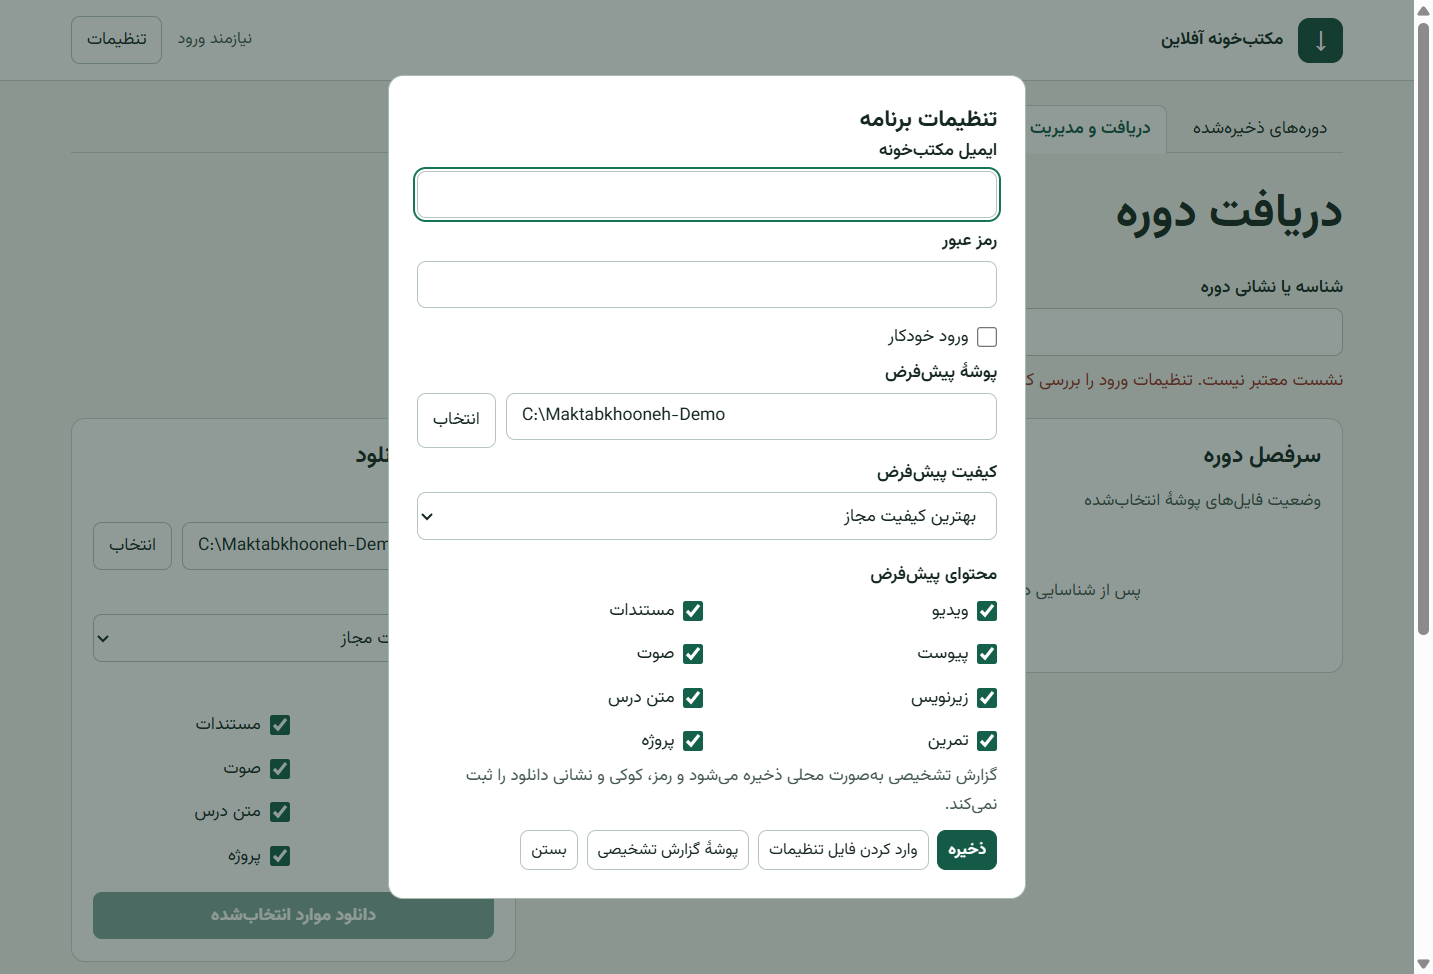 مکتب‌خونه آفلاین
نیازمند ورود
تنظیمات
دوره‌های ذخیره‌شده
دریافت و مدیریت
دریافت دوره
شناسه یا نشانی دوره
نشست معتبر نیست. تنظیمات ورود را بررسی
سرفصل دوره
وضعیت فایل‌های پوشهٔ انتخاب‌شده
پس از شناسایی
تنظیمات برنامه
ایمیل مکتب‌خونه
رمز عبور
ورود خودکار
پوشهٔ پیش‌فرض
C:\Maktabkhooneh-Demo
انتخاب
کیفیت پیش‌فرض
بهترین کیفیت مجاز
محتوای پیش‌فرض
ویدیو
مستندات
پیوست
صوت
زیرنویس
متن درس
تمرین
پروژه
گزارش تشخیصی به‌صورت محلی ذخیره می‌شود و رمز، کوکی و نشانی دانلود را ثبت
نمی‌کند.
ذخیره
وارد کردن فایل تنظیمات
پوشهٔ گزارش تشخیصی
بستن
C:\Maktabkhooneh-Dem
انتخاب
مجاز
مستندات
صوت
متن درس
پروژه
دانلود موارد انتخاب‌شده